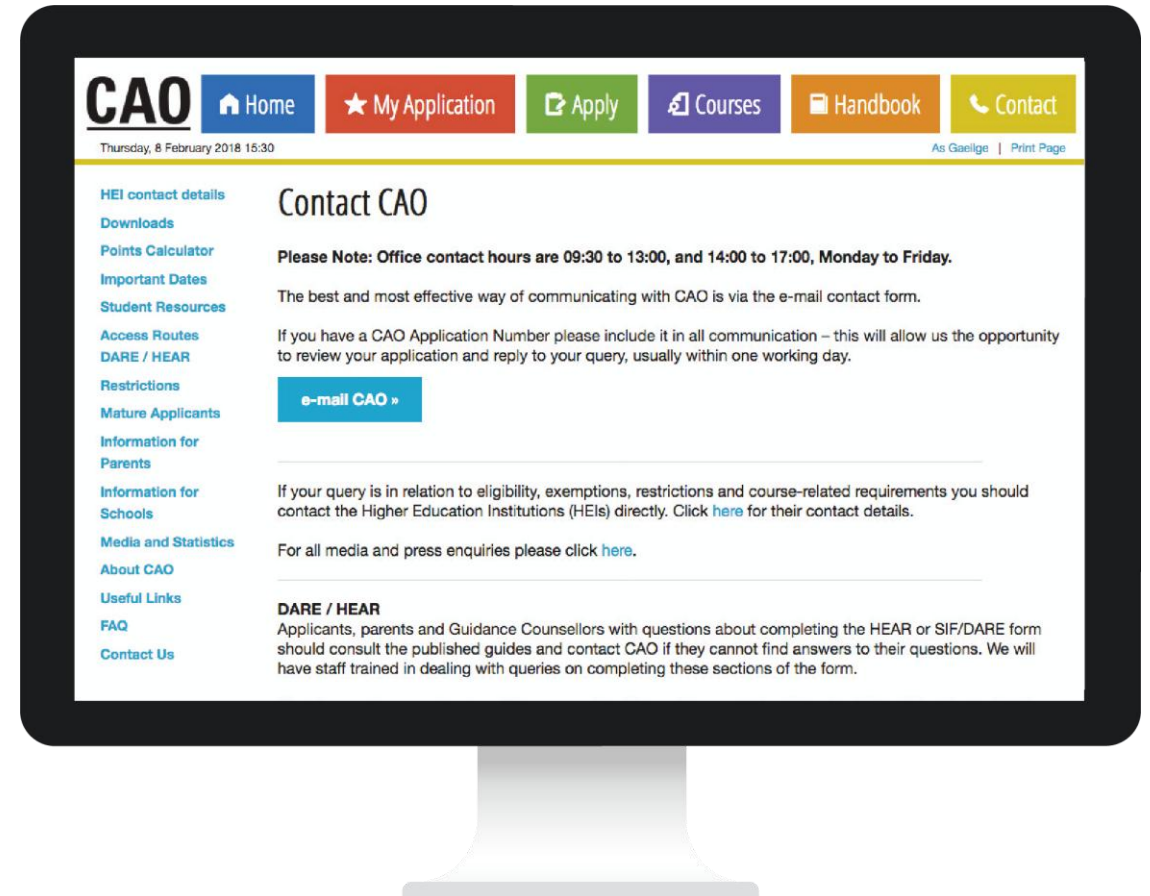 CAO
Home
My Application
Apply
Courses
Handbook
Contact
Thursday, 8 February 2018 15:30
As Gaeilge | Print Page
HEI contact details
Downloads
Points Calculator
Important Dates
Student Resources
Access Routes
DARE / HEAR
Restrictions
Mature Applicants
Information for
Parents
Information for
Schools
Media and Statistics
About CAO
Useful Links
FAQ
Contact Us
Contact CAO
Please Note: Office contact hours are 09:30 to 13:00, and 14:00 to 17:00, Monday to Friday.
The best and most effective way of communicating with CAO is via the e-mail contact form.
If you have a CAO Application Number please include it in all communication – this will allow us the opportunity
to review your application and reply to your query, usually within one working day.
e-mail CAO »
If your query is in relation to eligibility, exemptions, restrictions and course-related requirements you should
contact the Higher Education Institutions (HEIs) directly. Click here for their contact details.
For all media and press enquiries please click here.
DARE / HEAR
Applicants, parents and Guidance Counsellors with questions about completing the HEAR or SIF/DARE form
should consult the published guides and contact CAO if they cannot find answers to their questions. We will
have staff trained in dealing with queries on completing these sections of the form.